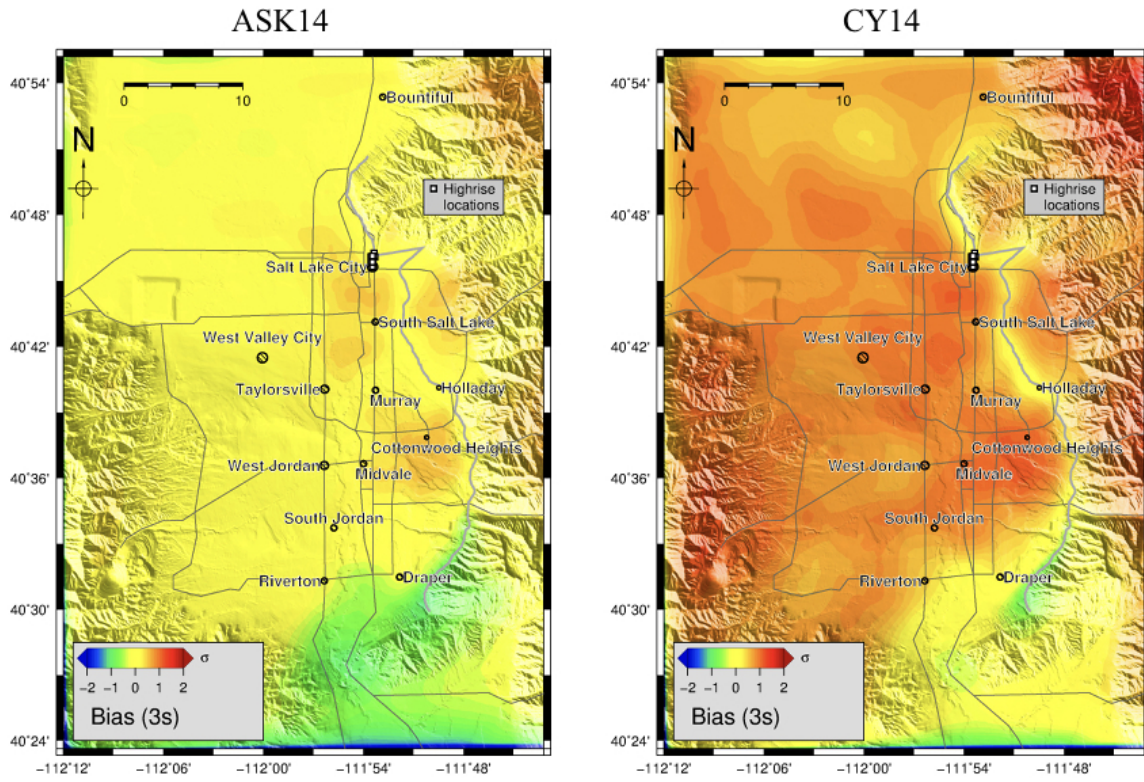 ASK14
CY14
40°54'
40°48'
40°42'
40°36'
40°30'
40°24'
0 10
N
Bountiful
Highrise
locations
Salt Lake City
South Salt Lake
West Valley City
Taylorsville
Holladay
Murray
Cottonwood Heights
West Jordan
Midvale
South Jordan
Riverton
Draper
σ
−2 −1 0 1 2
Bias (3s)
−112°12' −112°06' −112°00' −111°54' −111°48'
40°54'
40°48'
40°42'
40°36'
40°30'
40°24'
0 10
N
Bountiful
Highrise
locations
Salt Lake City
South Salt Lake
West Valley City
Taylorsville
Holladay
Murray
Cottonwood Heights
West Jordan
Midvale
South Jordan
Riverton
Draper
σ
−2 −1 0 1 2
Bias (3s)
−112°12' −112°06' −112°00' −111°54' −111°48'